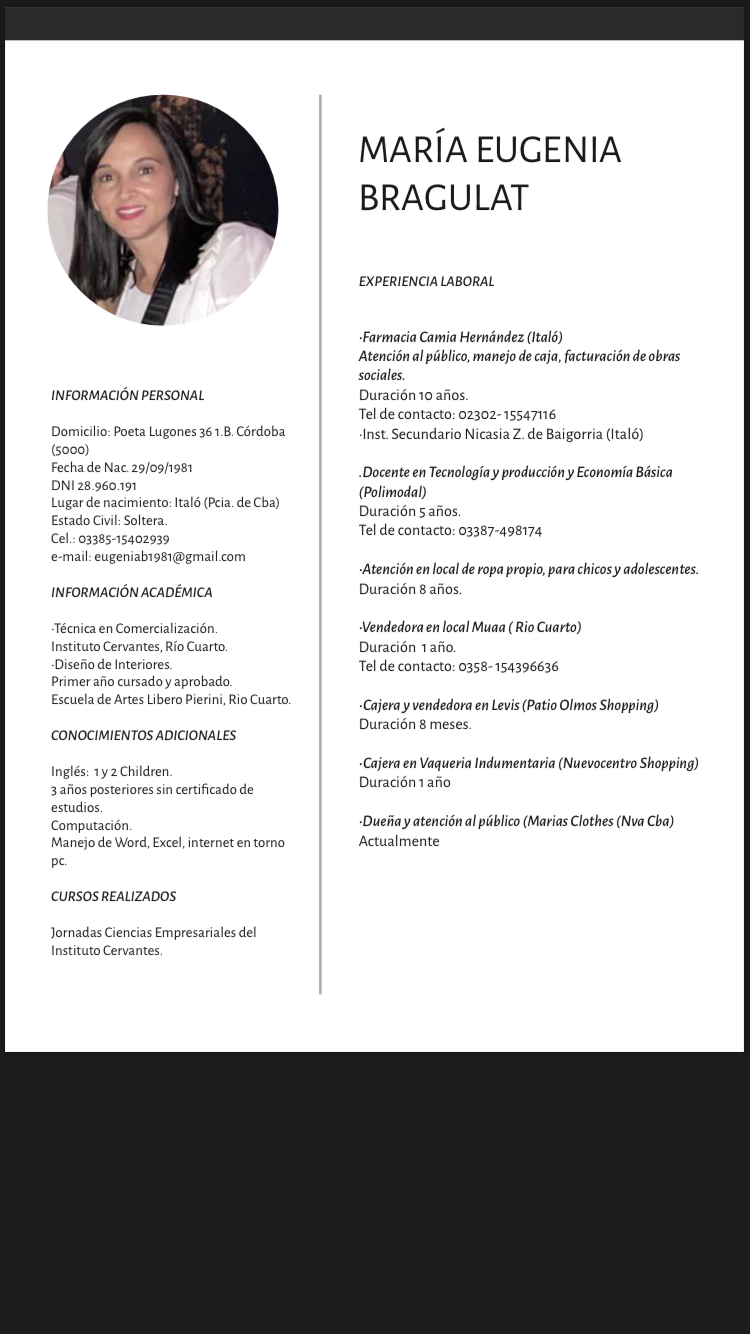 MARÍA EUGENIA
BRAGULAT
INFORMACIÓN PERSONAL
Domicilio: Poeta Lugones 36 1.B. Córdoba
(5000)
Fecha de Nac. 29/09/1981
DNI 28.960.191
Lugar de nacimiento: Italó (Pcia. de Cba)
Estado Civil: Soltera.
Cel.: 03385-15402939
e-mail: eugeniab1981@gmail.com
INFORMACIÓN ACADÉMICA
·Técnica en Comercialización.
Instituto Cervantes, Río Cuarto.
·Diseño de Interiores.
Primer año cursado y aprobado.
Escuela de Artes Libero Pierini, Rio Cuarto.
CONOCIMIENTOS ADICIONALES
Inglés: 1 y 2 Children.
3 años posteriores sin certificado de
estudios.
Computación.
Manejo de Word, Excel, internet en torno
pc.
CURSOS REALIZADOS
Jornadas Ciencias Empresariales del
Instituto Cervantes.
EXPERIENCIA LABORAL
·Farmacia Camia Hernández (Italó)
Atención al público, manejo de caja, facturación de obras
sociales.
Duración 10 años.
Tel de contacto: 02302- 15547116
·Inst. Secundario Nicasia Z. de Baigorria (Italó)
.Docente en Tecnología y producción y Economía Básica
(Polimodal)
Duración 5 años.
Tel de contacto: 03387-498174
·Atención en local de ropa propio, para chicos y adolescentes.
Duración 8 años.
·Vendedora en local Muaa ( Rio Cuarto)
Duración 1 año.
Tel de contacto: 0358- 154396636
·Cajera y vendedora en Levis (Patio Olmos Shopping)
Duración 8 meses.
·Cajera en Vaqueria Indumentaria (Nuevocentro Shopping)
Duración 1 año
·Dueña y atención al público (Marias Clothes (Nva Cba)
Actualmente